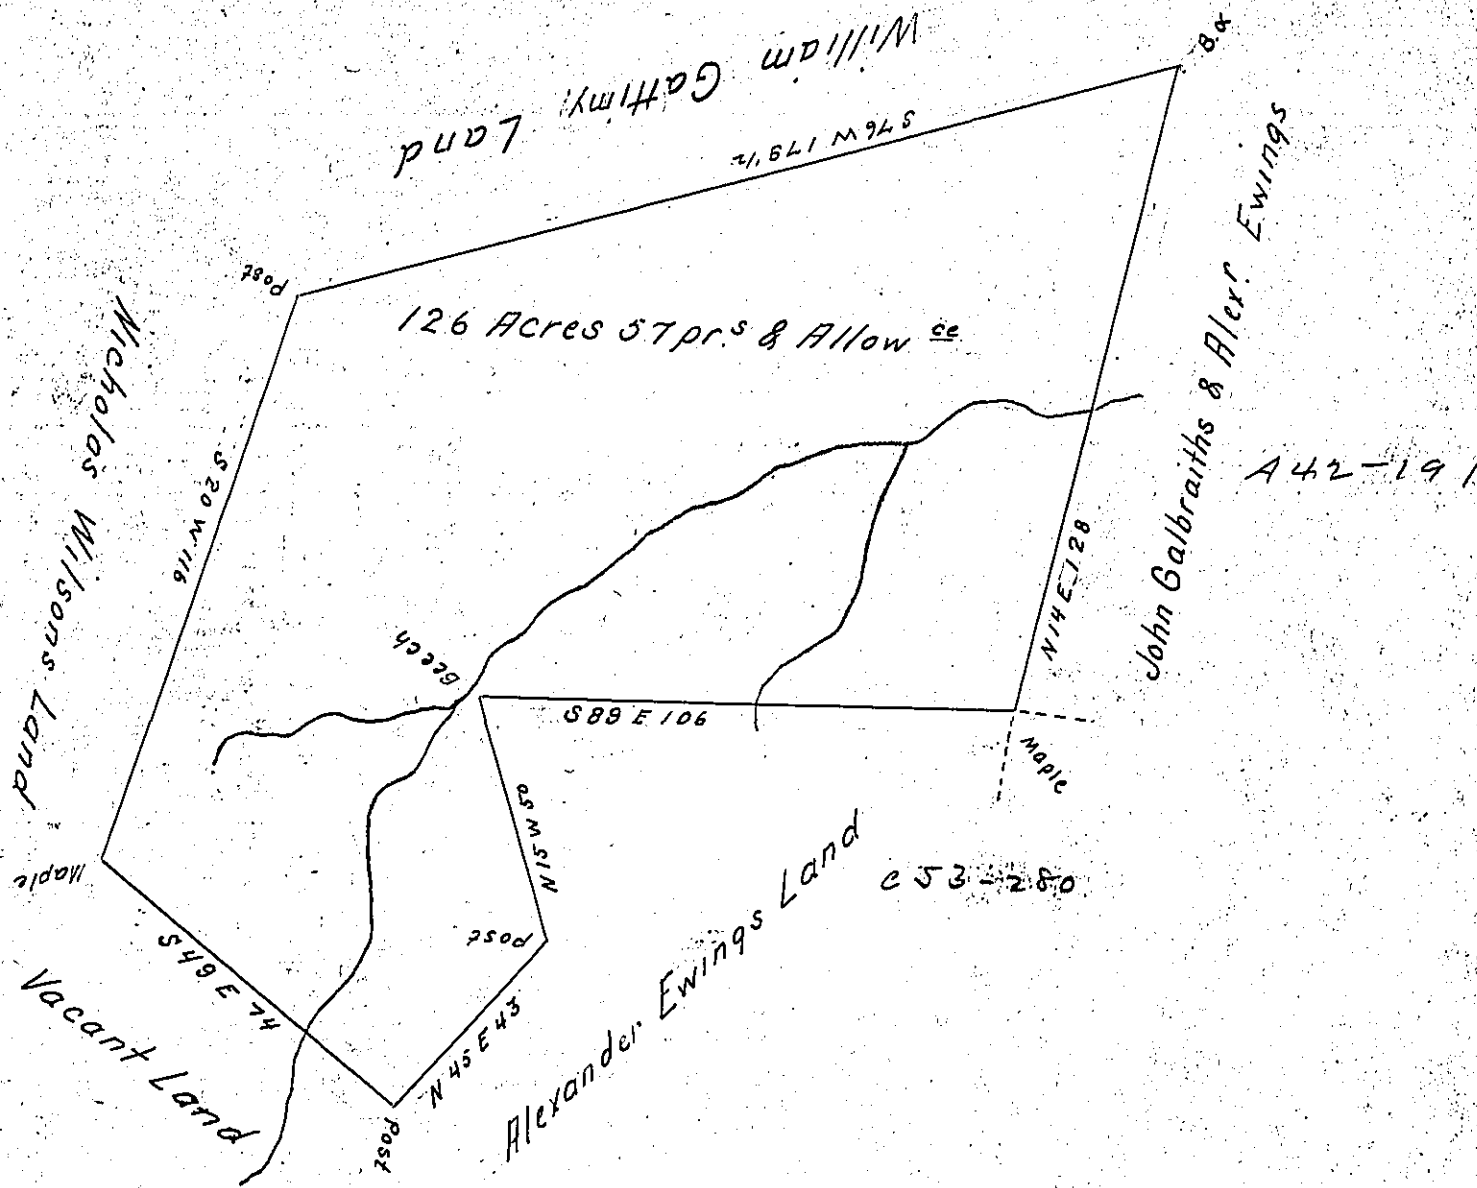 William Gattimy, Land
B.o
S 76 W 179 1/2
Post
126 Acres 57 pr.s & Allow ce
Nicholas Wilsons Land
S 20 W 116
John Galbraiths & Alexr. Ewings
A 42 - 191
N 14 E 128
Beech
S 89 E 106
Maple
N 15 W 50
Post
Maple
Alexander Ewings Land
C 53 - 280
S 49 E 74
N 45 E 43
Vacant Land
Post